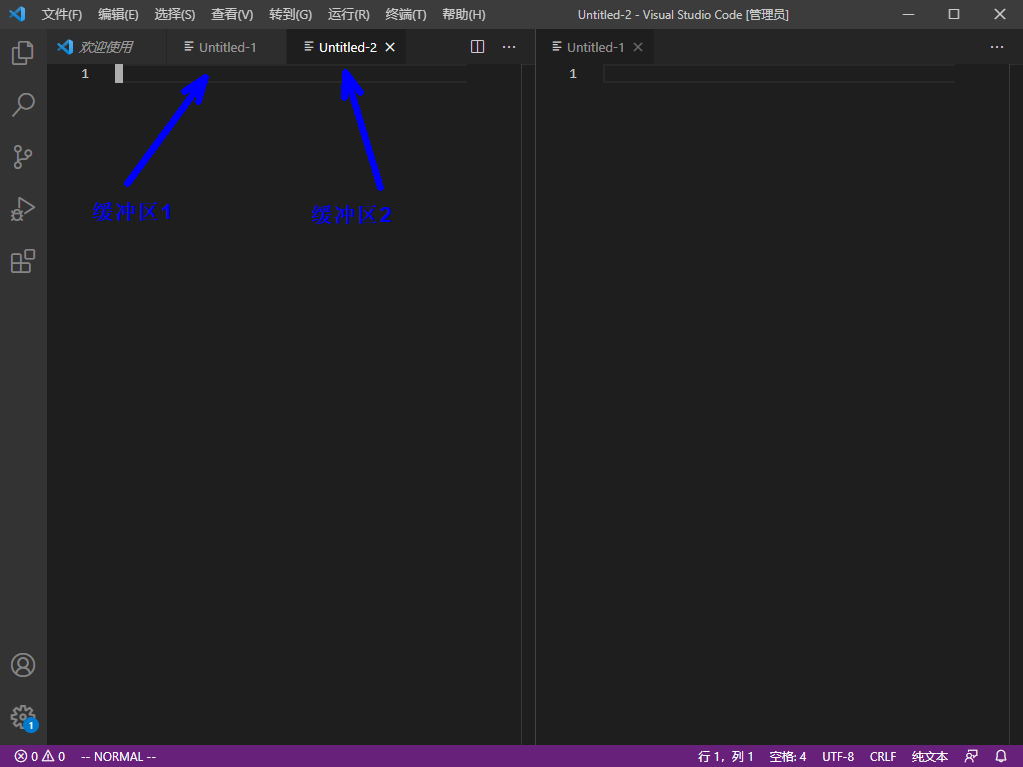 文件(F) 编辑(E) 选择(S) 查看(V) 转到(G) 运行(R) 终端(T) 帮助(H) Untitled-2 - Visual Studio Code [管理员]
欢迎使用 Untitled-1 Untitled-2 Untitled-1
1 1
缓冲区1 缓冲区2
1
0 0 -- NORMAL -- 行 1，列 1 空格: 4 UTF-8 CRLF 纯文本